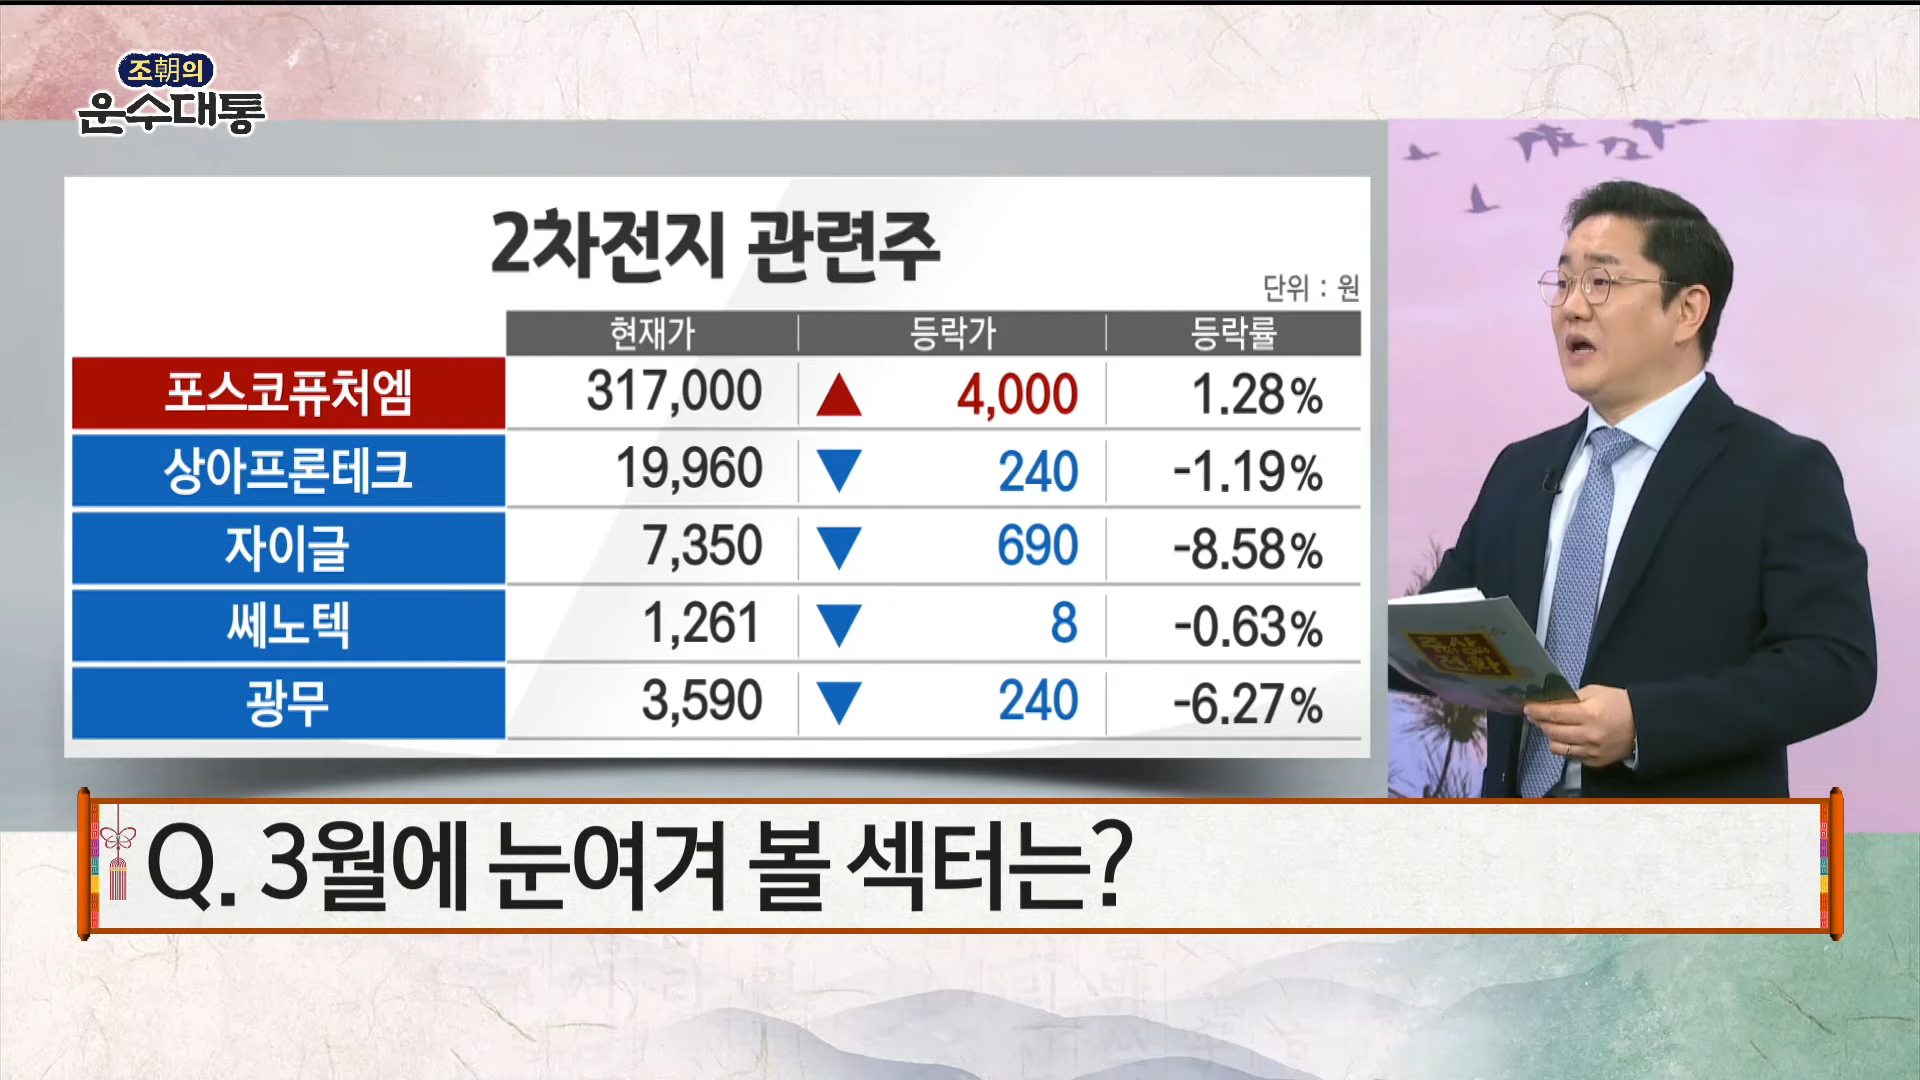 조朝의
운수대통
2차전지 관련주
단위 : 원
현재가 등락가 등락률
포스코퓨처엠 317,000 ▲ 4,000 1.28%
상아프론테크 19,960 ▼ 240 -1.19%
자이글 7,350 ▼ 690 -8.58%
쎄노텍 1,261 ▼ 8 -0.63%
광무 3,590 ▼ 240 -6.27%
Q. 3월에 눈여겨 볼 섹터는?